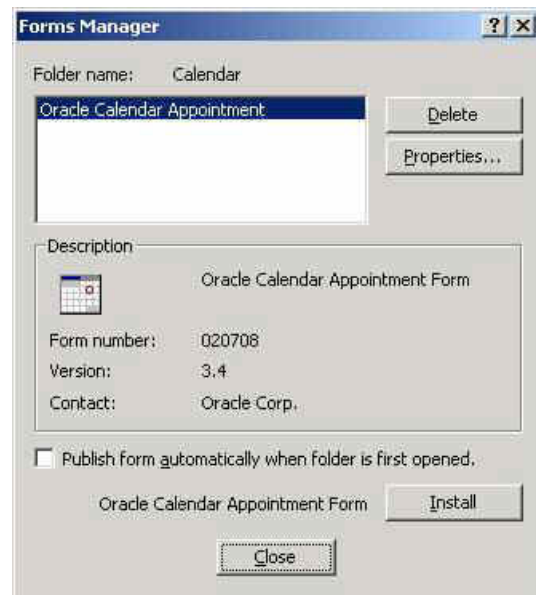 Forms Manager
Folder name: Calendar
Oracle Calendar Appointment
Delete
Properties...
Description
Oracle Calendar Appointment Form
Form number: 020708
Version: 3.4
Contact: Oracle Corp.
Publish form automatically when folder is first opened.
Oracle Calendar Appointment Form Install
Close